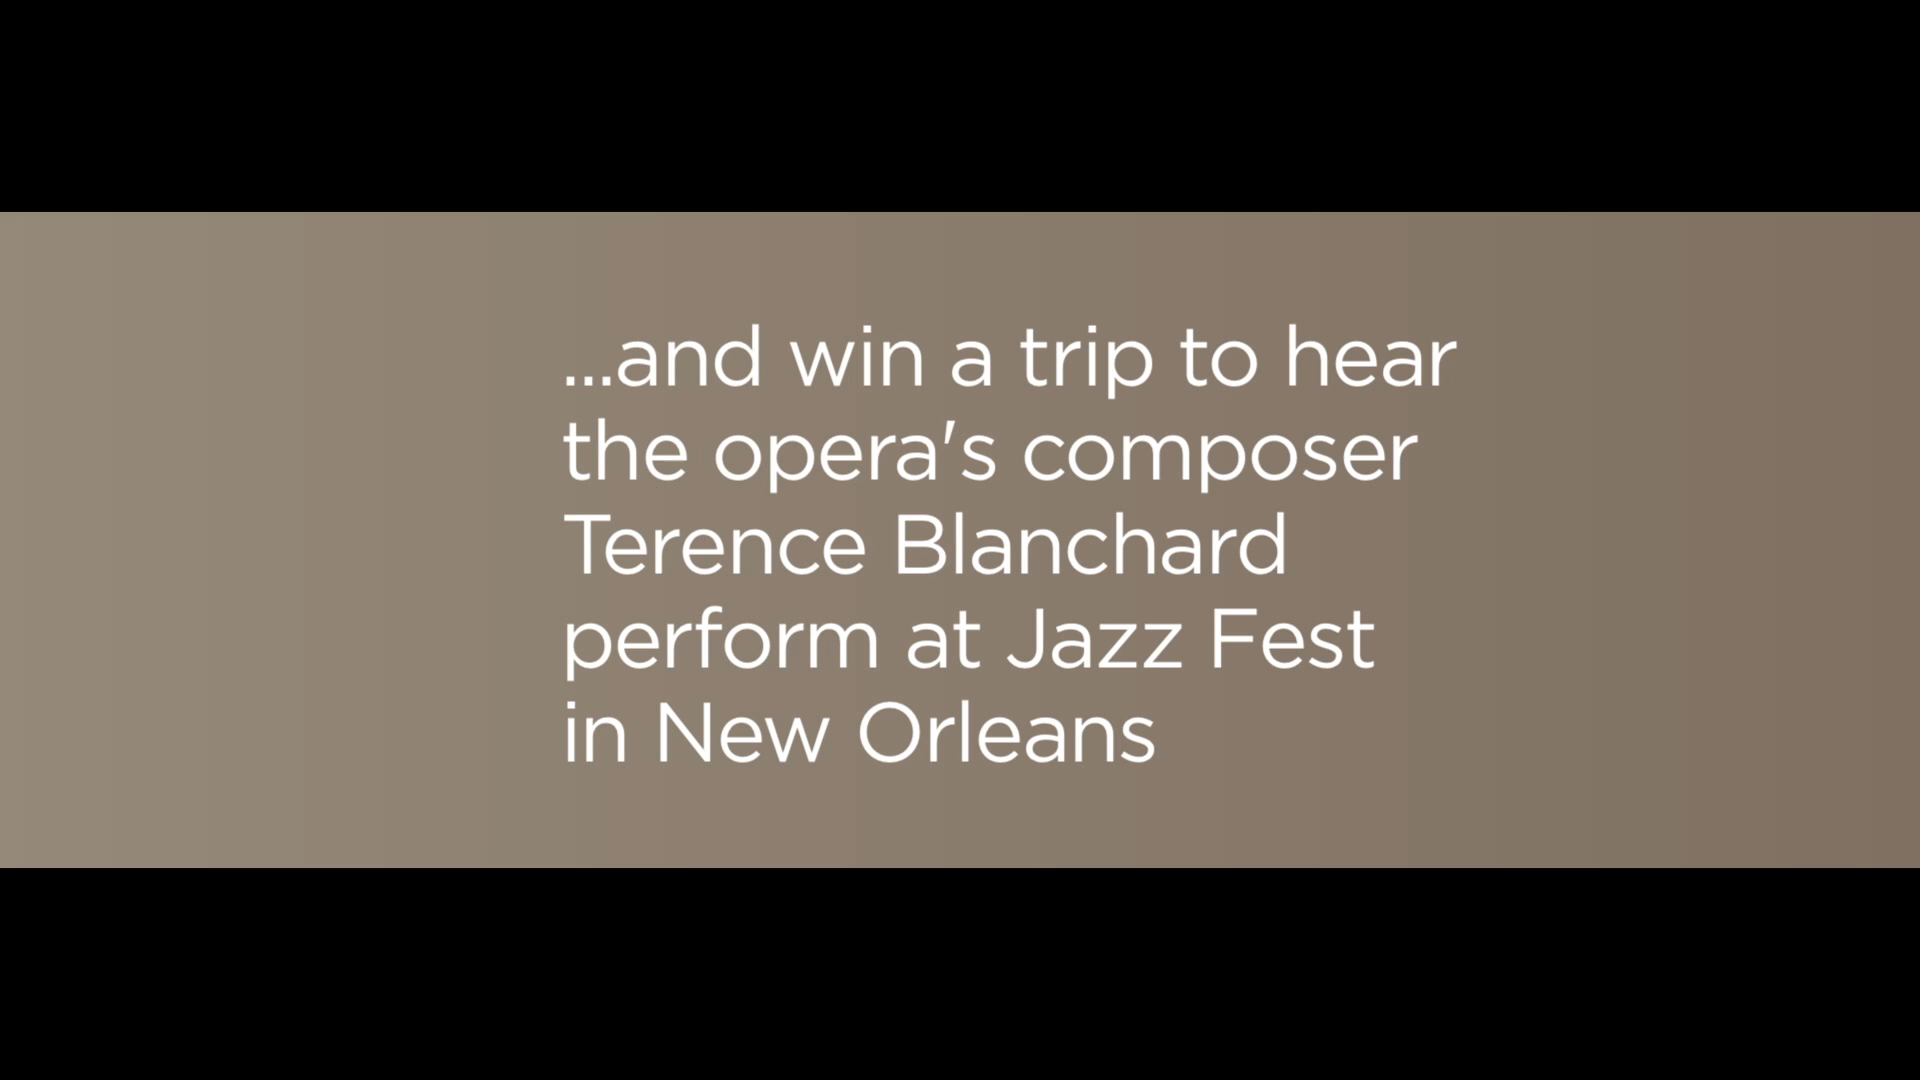 ...and win a trip to hear
the opera's composer
Terence Blanchard
perform at Jazz Fest
in New Orleans